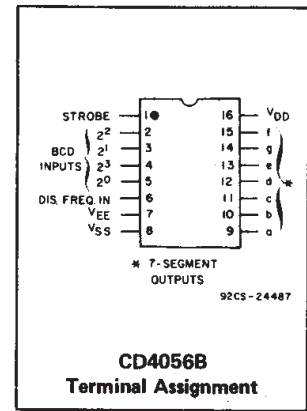 STROBE 1 16 VDD
2² 2 15 f
BCD 2¹ 3 14 g
INPUTS 2³ 4 13 e
2⁰ 5 12 d *
DIS. FREQ. IN 6 11 c
VEE 7 10 b
VSS 8 9 a
* 7-SEGMENT
OUTPUTS
92CS-24487
CD4056B
Terminal Assignment